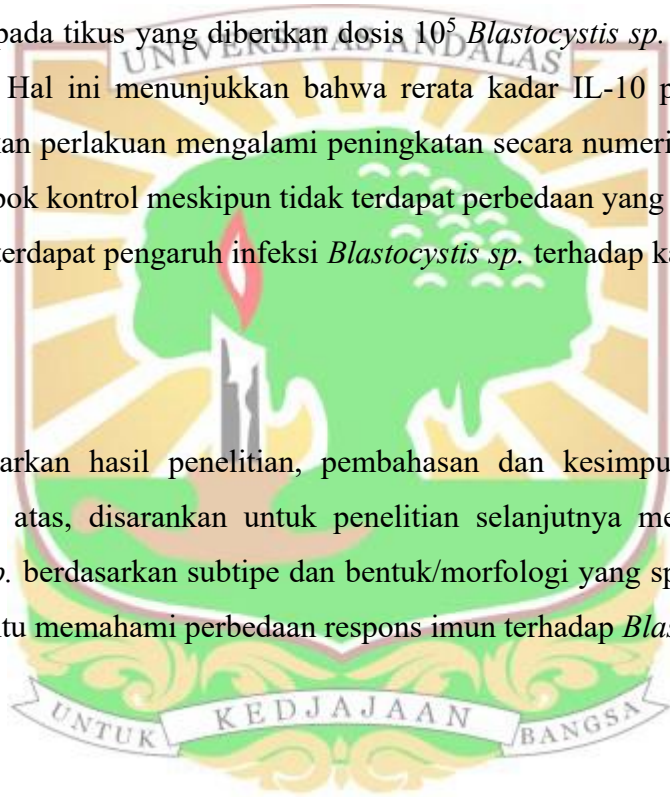 pada tikus yang diberikan dosis 10⁵ Blastocystis sp.
UNIVERSITAS ANDALAS
Hal ini menunjukkan bahwa rerata kadar IL-10 p
kan perlakuan mengalami peningkatan secara numeri
pok kontrol meskipun tidak terdapat perbedaan yang
terdapat pengaruh infeksi Blastocystis sp. terhadap ka
arkan hasil penelitian, pembahasan dan kesimpu
atas, disarankan untuk penelitian selanjutnya me
p. berdasarkan subtipe dan bentuk/morfologi yang sp
tu memahami perbedaan respons imun terhadap Blas
UNTUK KEDJAJAAN BANGSA